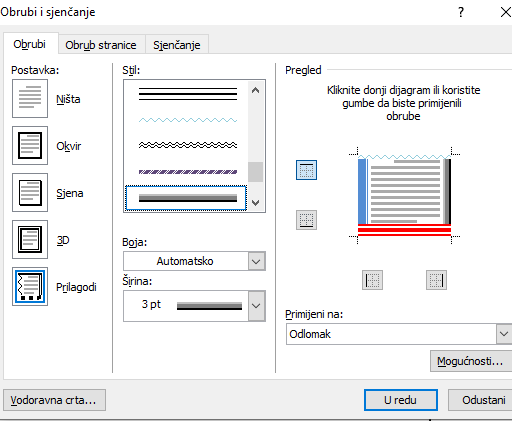 Obrubi i sjenčanje
?
Obrubi
Obrub stranice
Sjenčanje
Postavka:
Ništa
Okvir
Sjena
3D
Prilagodi
Stil:
Boja:
Automatsko
Širina:
3 pt
Pregled
Kliknite donji dijagram ili koristite
gumbe da biste primijenili
obrube
Primijeni na:
Odlomak
Mogućnosti...
Vodoravna crta...
U redu
Odustani